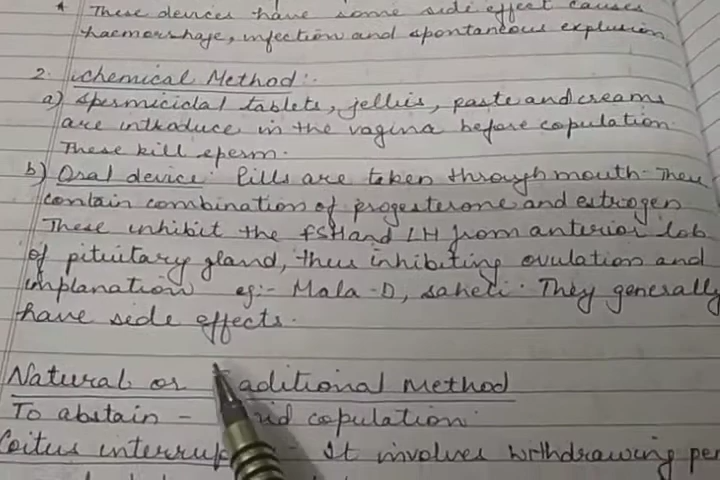 * These devices have some side effect causes
haemorrhage, infection and spontaneous explusion
2. Chemical Method:-
a) Spermicidal tablets, jellies, paste and creams
are introduce in the vagina before copulation.
These kill sperm.
b) Oral device: Pills are taken through mouth. These
contain combination of progesterone and estrogen
These inhibit the FSH and LH from anterior lob
of pituitary gland, thus inhibiting ovulation and
implanation eg:- Mala-D, saheli. They generally
have side effects.
Natural or aditional Method
To abstain - copulation.
Coitus - It involves withdrawing